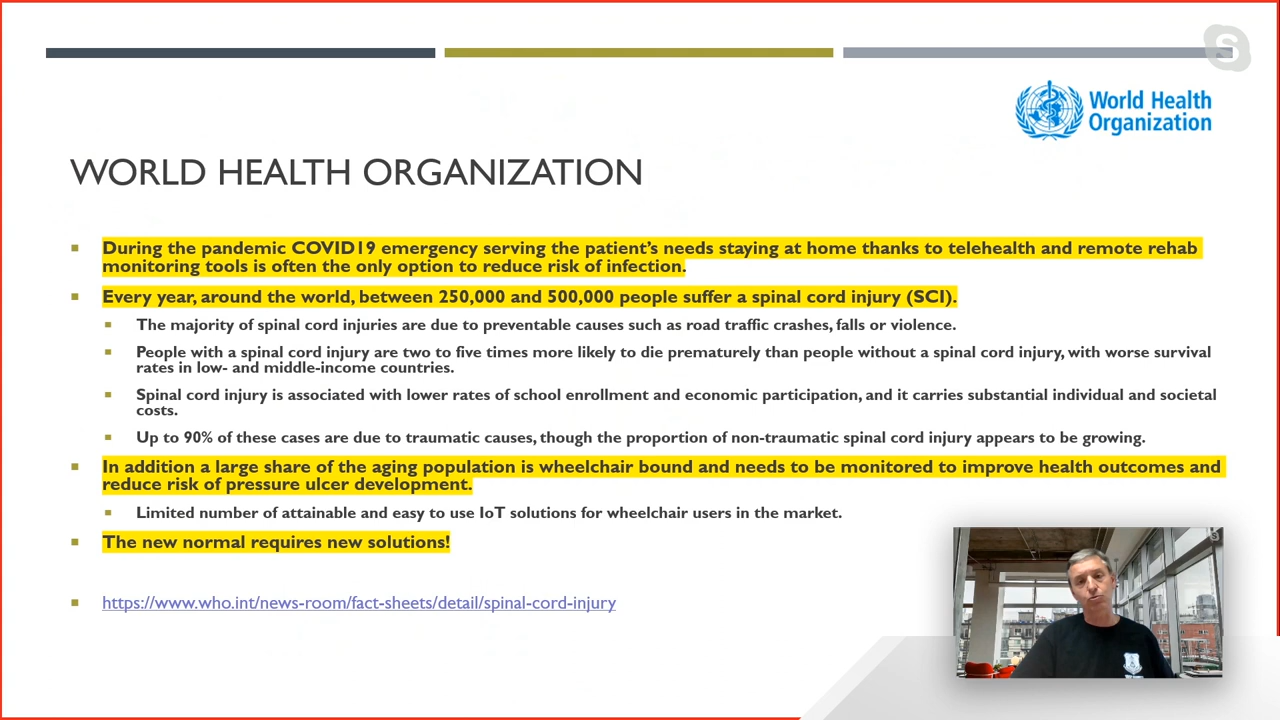 World Health
Organization
WORLD HEALTH ORGANIZATION
During the pandemic COVID19 emergency serving the patient's needs staying at home thanks to telehealth and remote rehab
monitoring tools is often the only option to reduce risk of infection.
Every year, around the world, between 250,000 and 500,000 people suffer a spinal cord injury (SCI).
The majority of spinal cord injuries are due to preventable causes such as road traffic crashes, falls or violence.
People with a spinal cord injury are two to five times more likely to die prematurely than people without a spinal cord injury, with worse survival
rates in low- and middle-income countries.
Spinal cord injury is associated with lower rates of school enrollment and economic participation, and it carries substantial individual and societal
costs.
Up to 90% of these cases are due to traumatic causes, though the proportion of non-traumatic spinal cord injury appears to be growing.
In addition a large share of the aging population is wheelchair bound and needs to be monitored to improve health outcomes and
reduce risk of pressure ulcer development.
Limited number of attainable and easy to use IoT solutions for wheelchair users in the market.
The new normal requires new solutions!
https://www.who.int/news-room/fact-sheets/detail/spinal-cord-injury